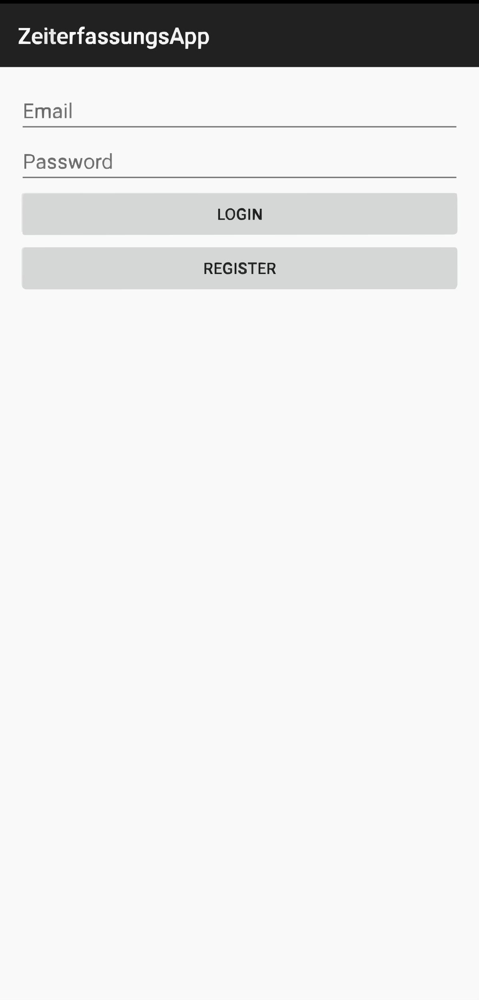 ZeiterfassungsApp
Email
Password
LOGIN
REGISTER